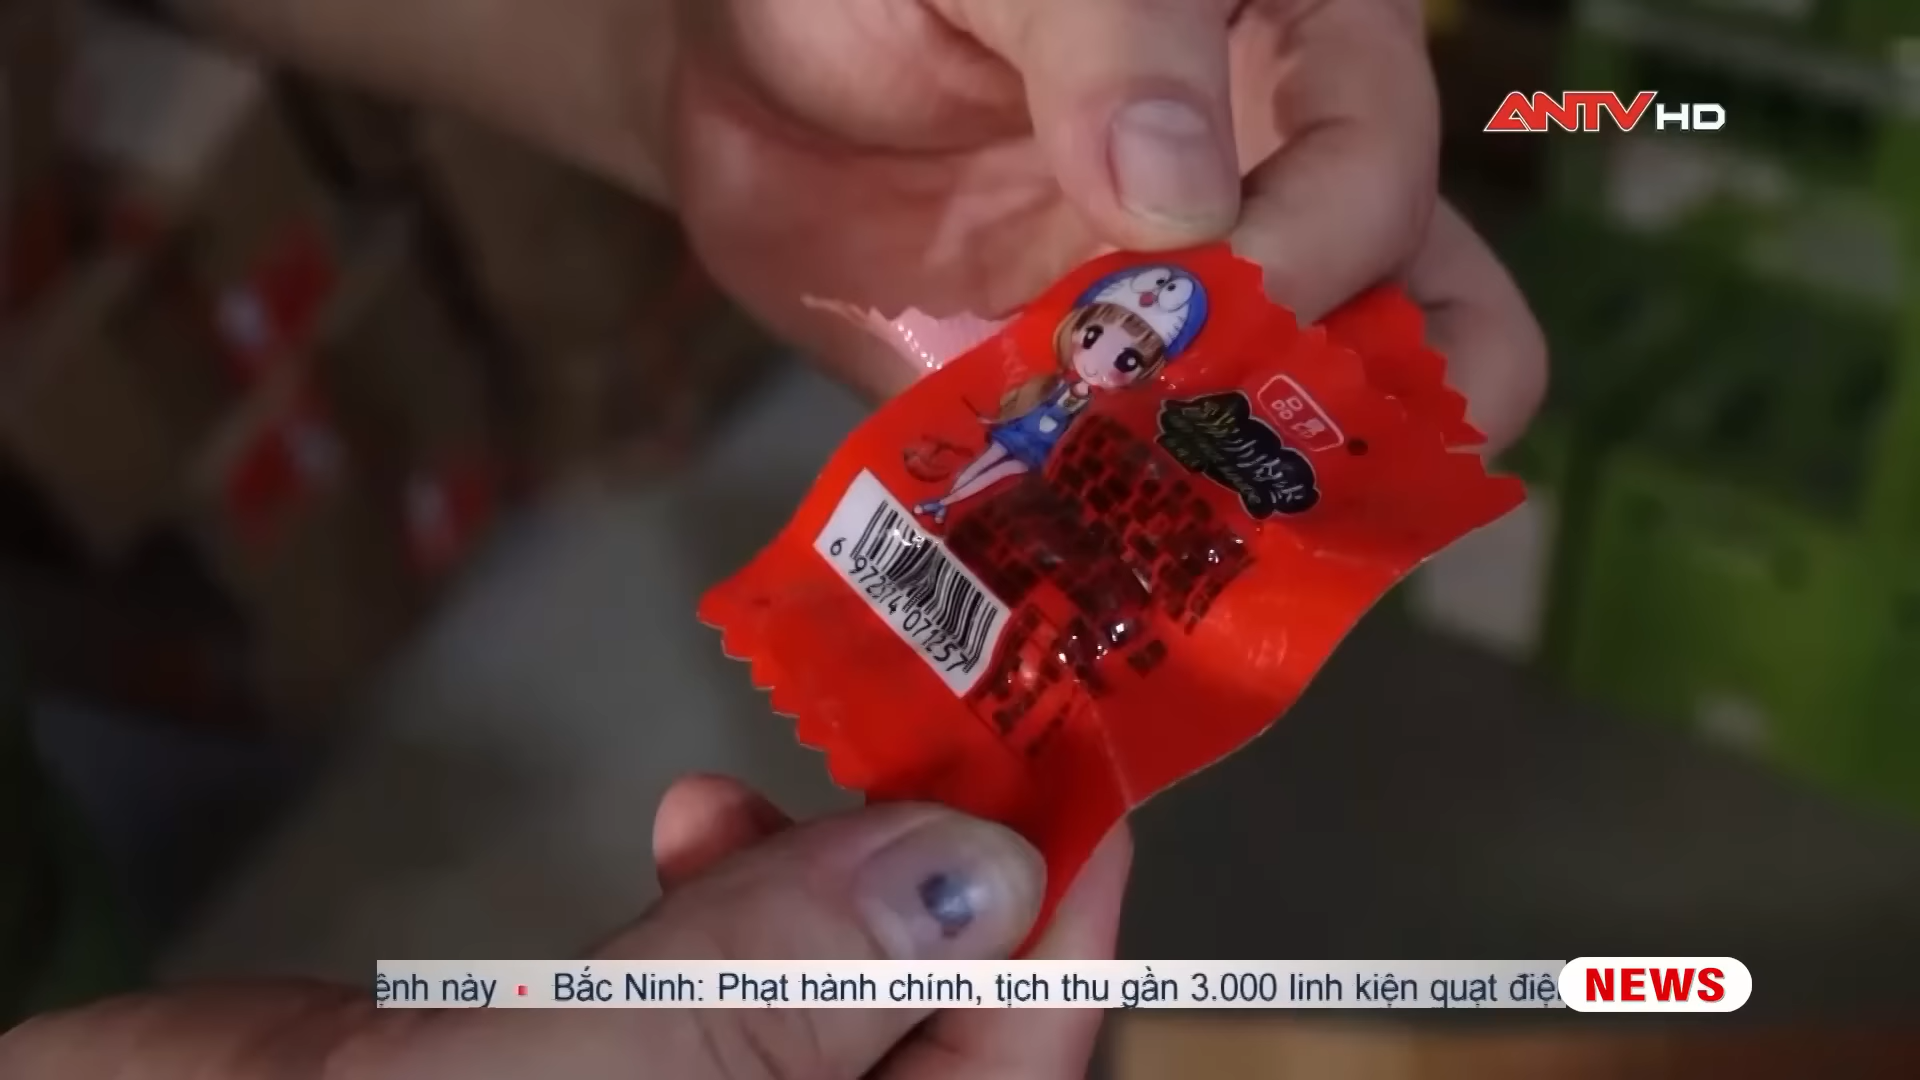 ANTV HD
6 972374 071257
ệnh này ▪ Bắc Ninh: Phạt hành chính, tịch thu gần 3.000 linh kiện quạt điệ
NEWS